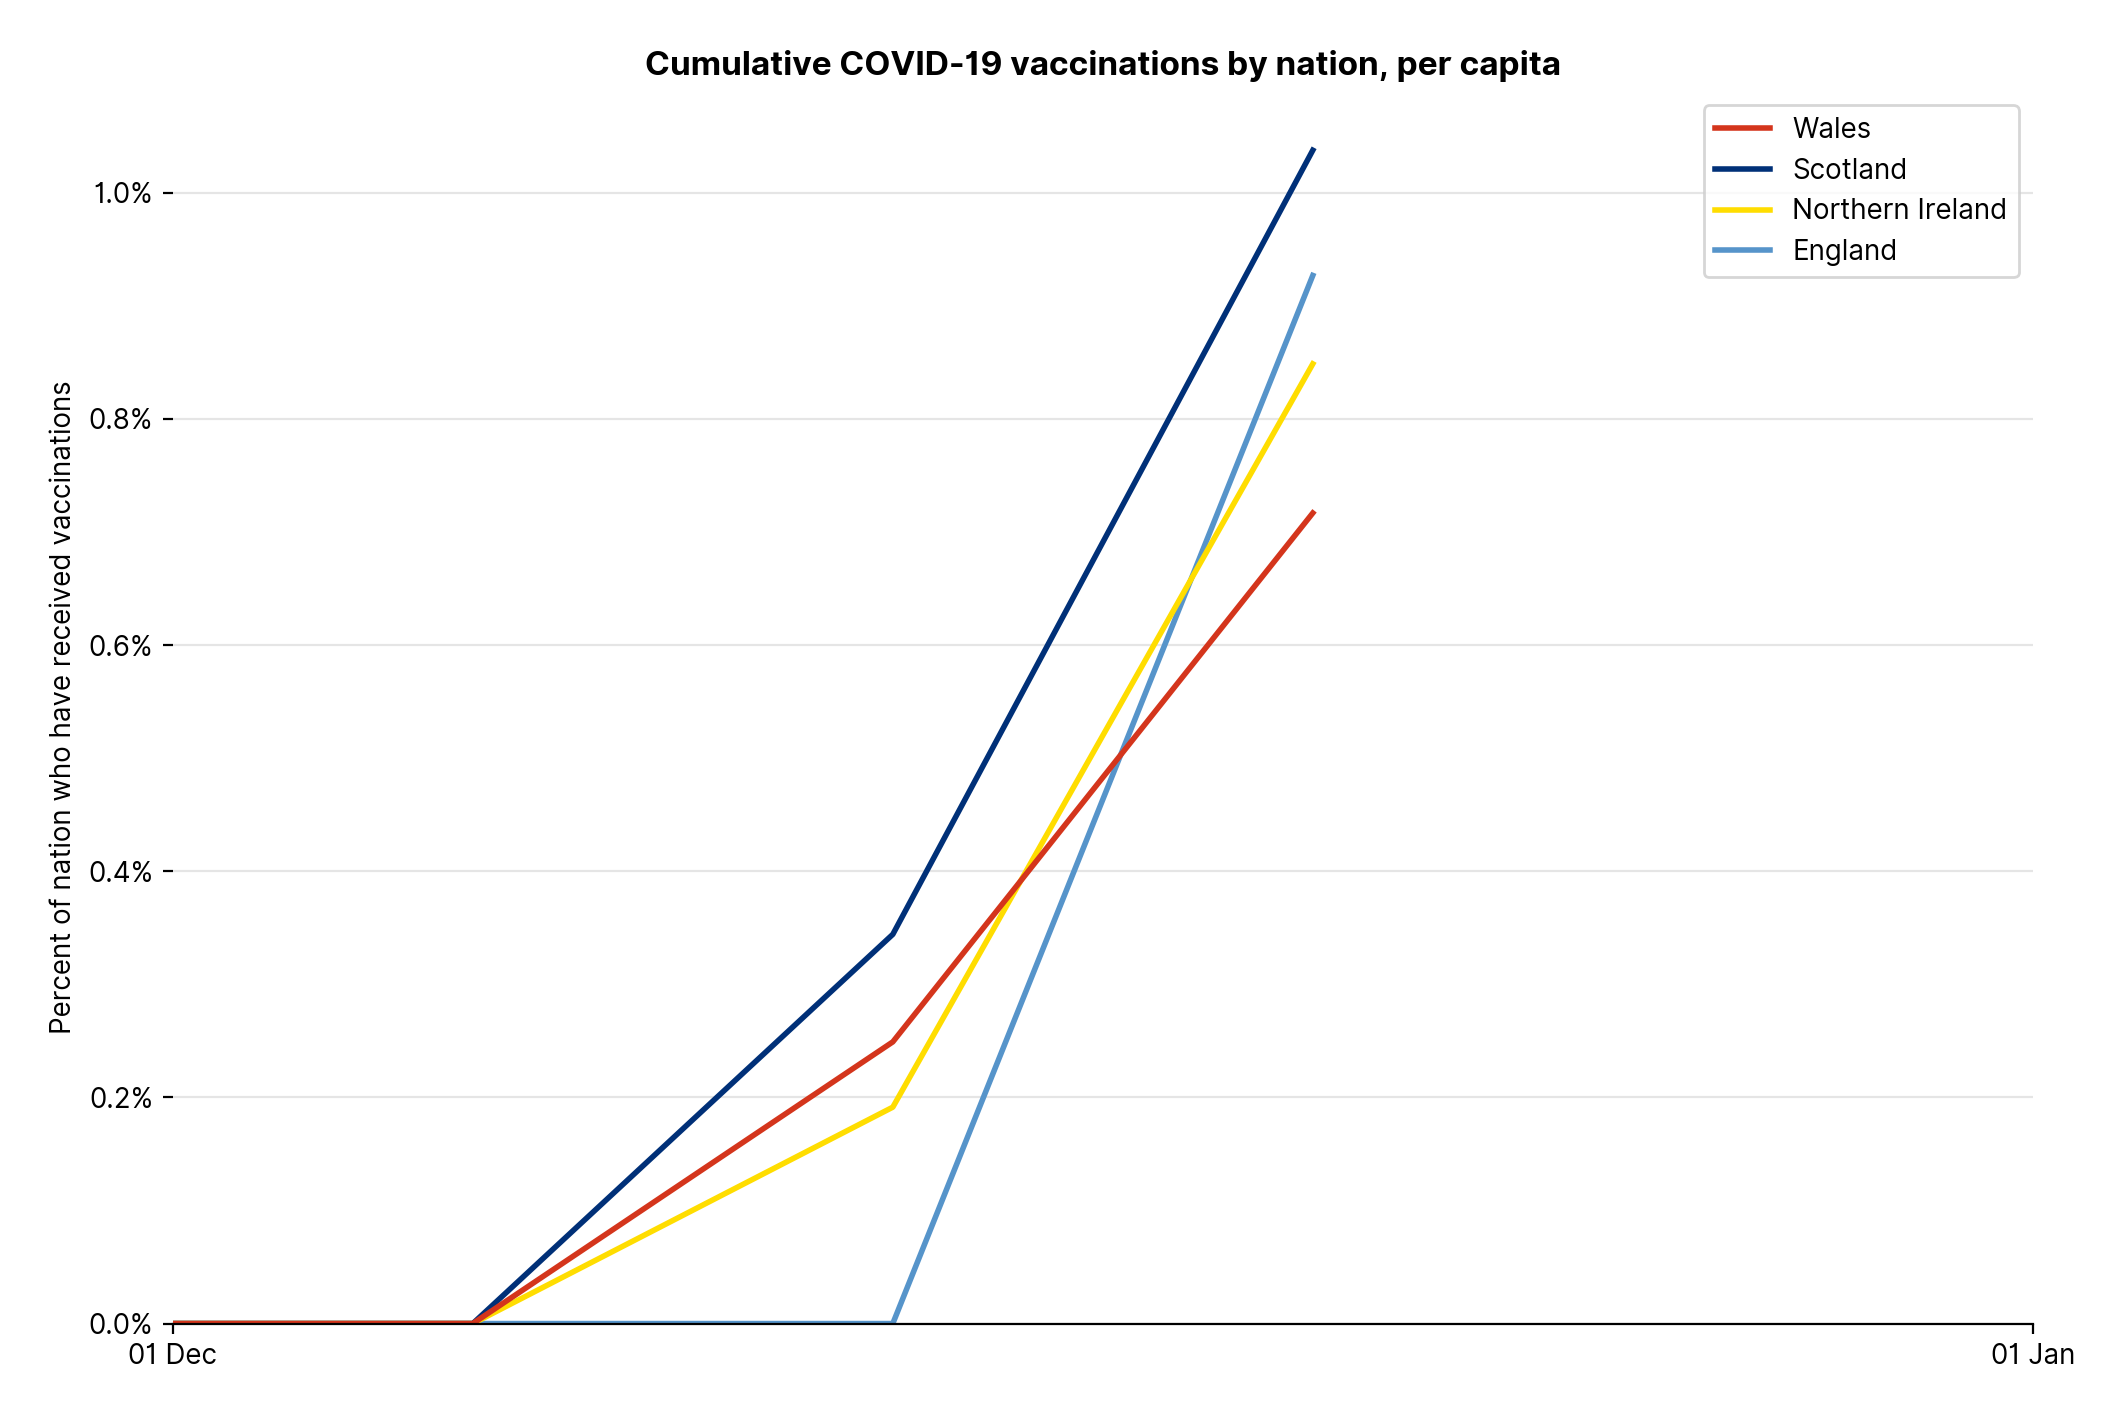 Cumulative COVID-19 vaccinations by nation, per capita
Wales
Scotland
Northern Ireland
England
Percent of nation who have received vaccinations
1.0%
0.8%
0.6%
0.4%
0.2%
0.0%
01 Dec
01 Jan